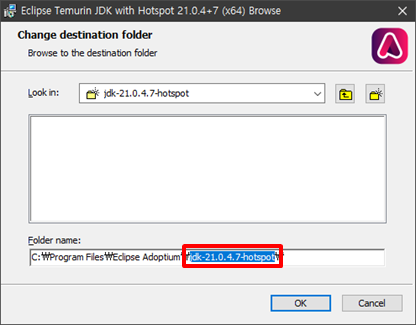 Eclipse Temurin JDK with Hotspot 21.0.4+7 (x64) Browse
Change destination folder
Browse to the destination folder
Look in:
jdk-21.0.4.7-hotspot
Folder name:
C:₩Program Files₩Eclipse Adoptium₩jdk-21.0.4.7-hotspot₩
OK
Cancel